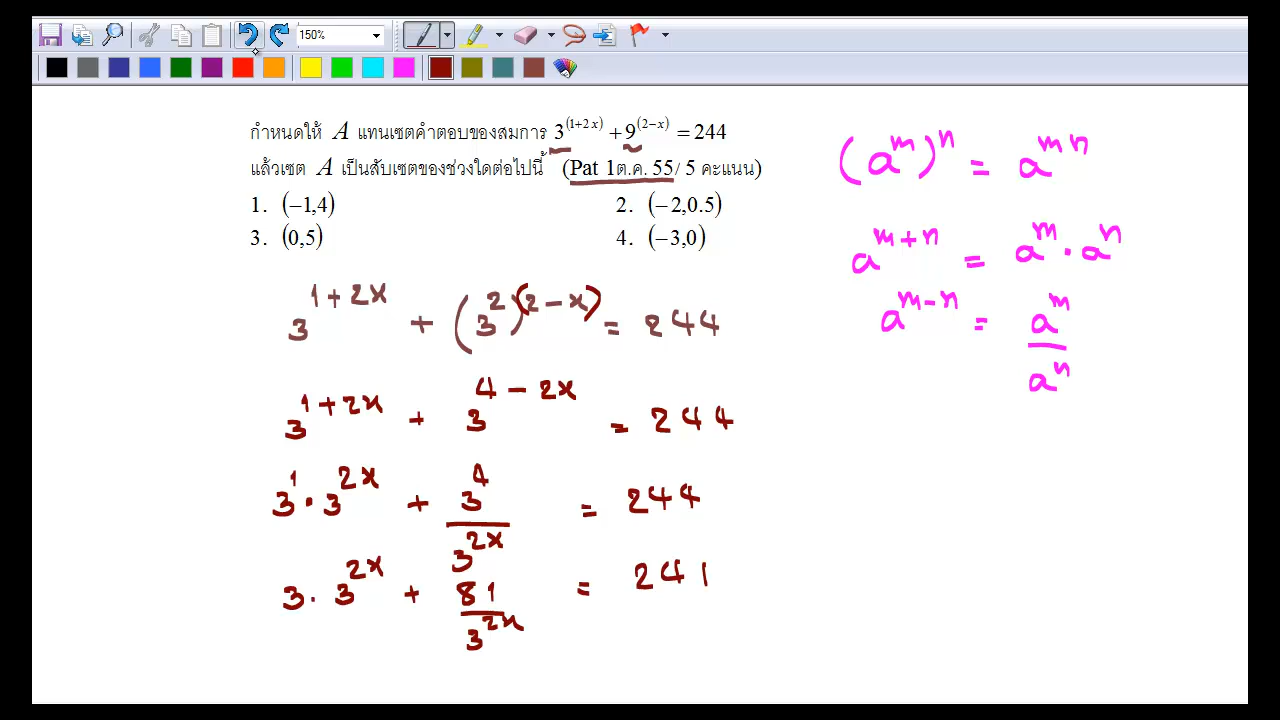 150%
กำหนดให้ A แทนเซตคำตอบของสมการ 3^(1+2x) + 9^(2−x) = 244
แล้วเซต A เป็นสับเซตของช่วงใดต่อไปนี้ (Pat 1ต.ค. 55/ 5 คะแนน)
1. (−1,4) 2. (−2,0.5)
3. (0,5) 4. (−3,0)
3^(1+2x) + (3^2)^(2−x) = 244
3^(1+2x) + 3^(4−2x) = 244
3^1 · 3^(2x) + 3^4 / 3^(2x) = 244
3 · 3^(2x) + 81 / 3^(2x) = 24
(a^m)^n = a^(mn)
a^(m+n) = a^m · a^n
a^(m−n) = a^m / a^n